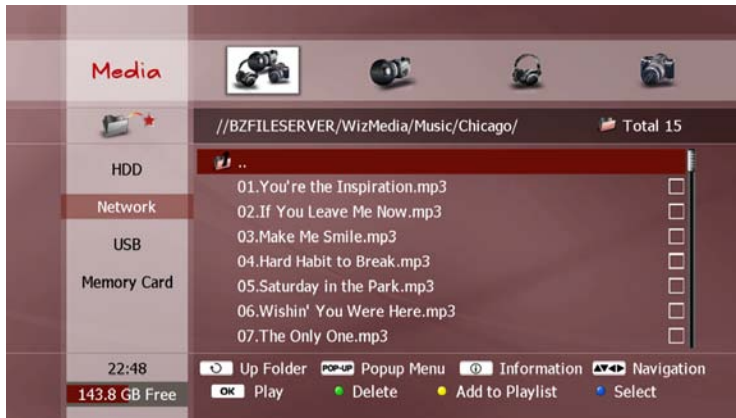 Media
//BZFILESERVER/WizMedia/Music/Chicago/ Total 15
HDD
Network
USB
Memory Card
..
01.You're the Inspiration.mp3
02.If You Leave Me Now.mp3
03.Make Me Smile.mp3
04.Hard Habit to Break.mp3
05.Saturday in the Park.mp3
06.Wishin' You Were Here.mp3
07.The Only One.mp3
22:48
143.8 GB Free
Up Folder POP-UP Popup Menu Information Navigation
OK Play Delete Add to Playlist Select